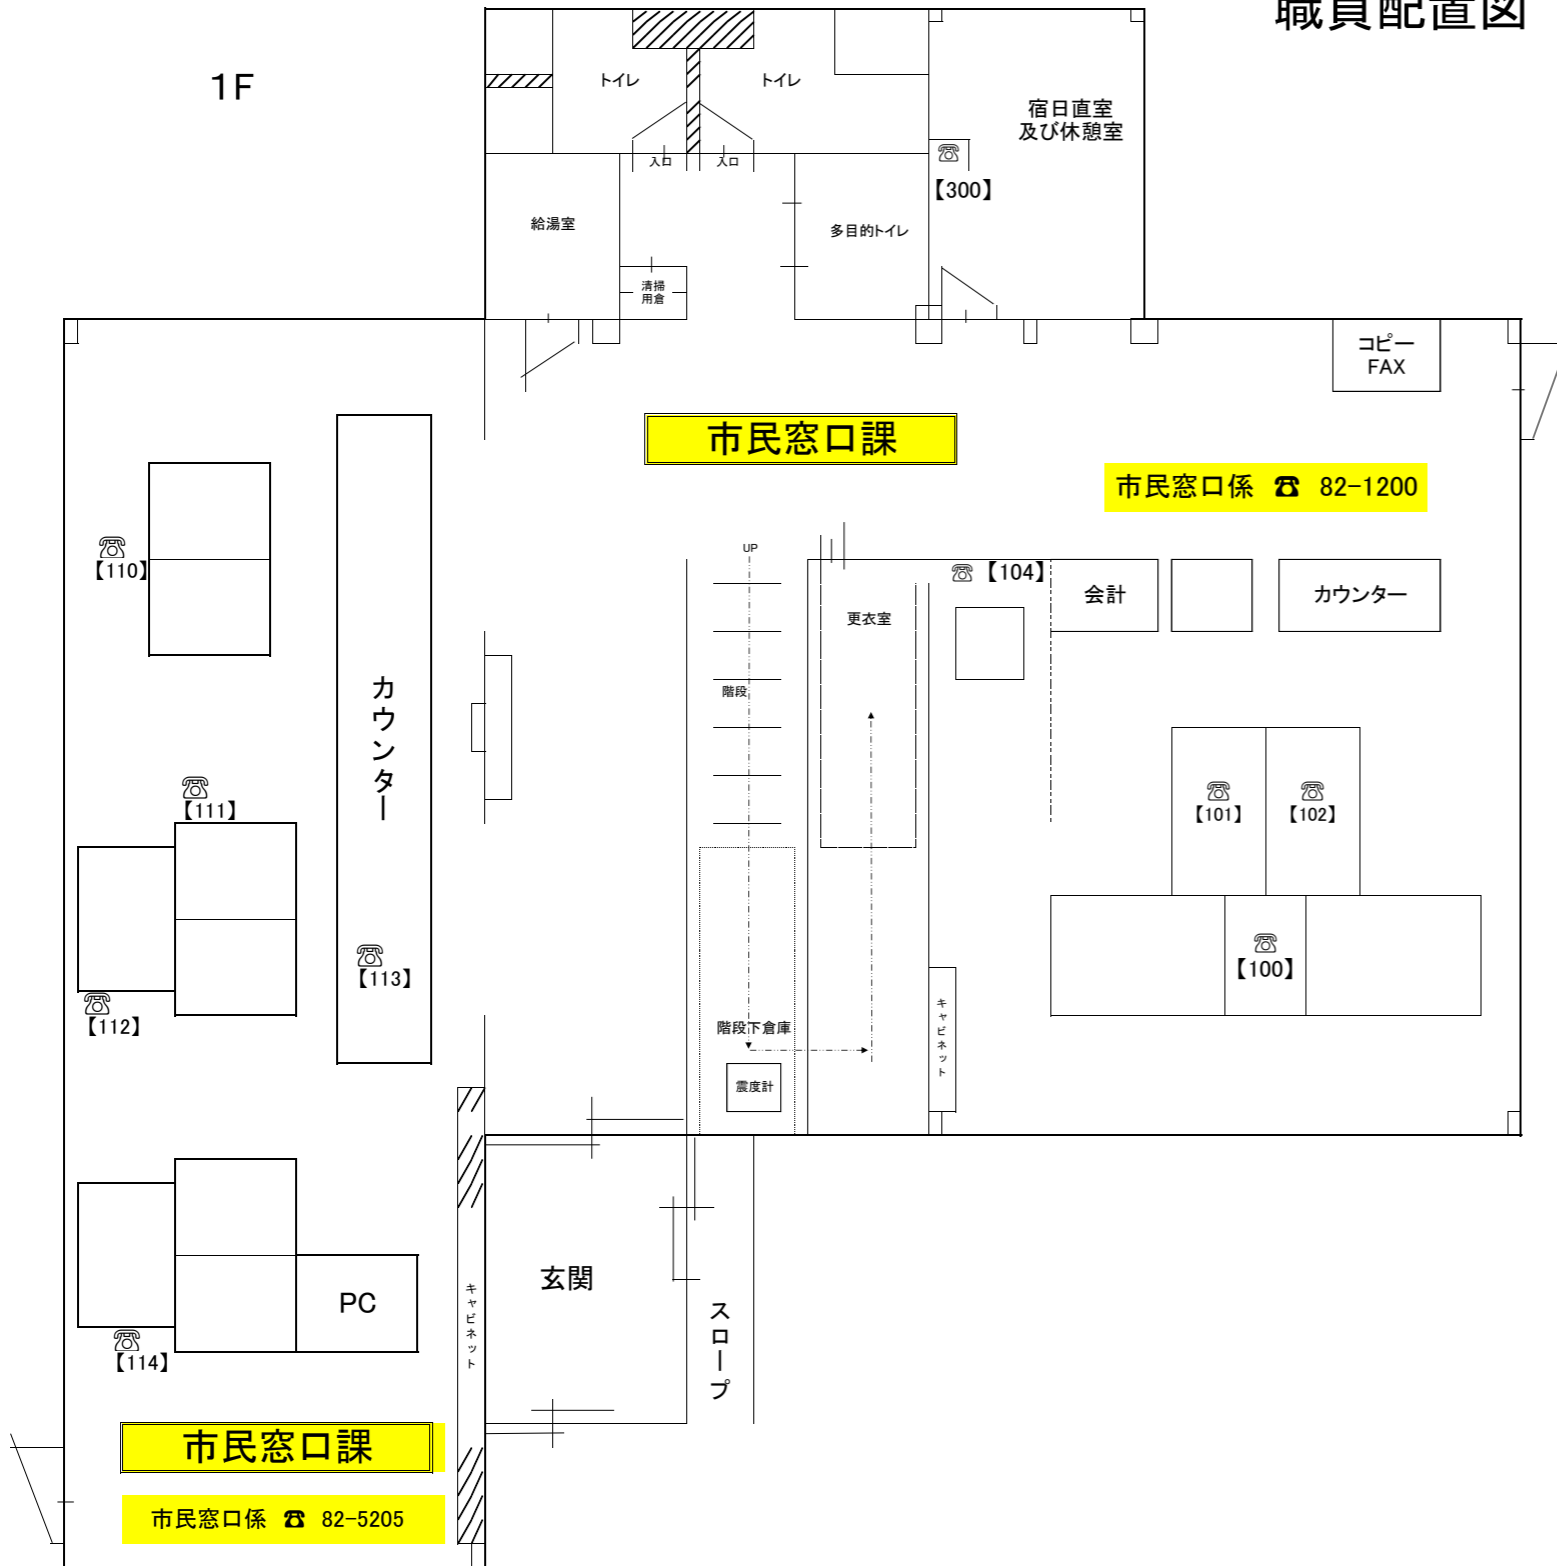 職員配置図
1F
トイレ
トイレ
宿日直室
及び休憩室
入口
入口
【300】
給湯室
多目的トイレ
清掃
用倉
コピー
FAX
市民窓口課
市民窓口係 ☎ 82-1200
UP
【110】
【104】
会計
カウンター
更衣室
階段
カウンター
【111】
【101】
【102】
【113】
【100】
【112】
階段下倉庫
キャビネット
震度計
玄関
PC
キャビネット
スロープ
【114】
市民窓口課
市民窓口係 ☎ 82-5205